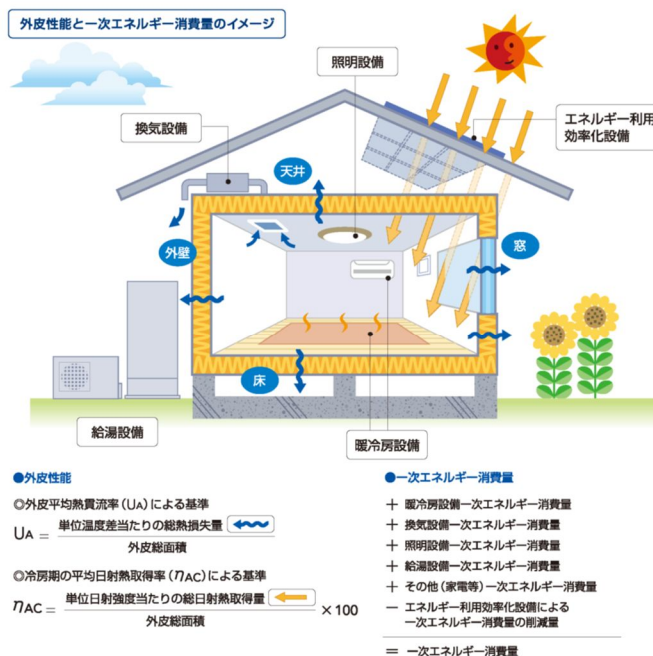 外皮性能と一次エネルギー消費量のイメージ
照明設備
換気設備
エネルギー利用
効率化設備
天井
外壁
窓
床
給湯設備
暖冷房設備
●外皮性能
◎外皮平均熱貫流率(UA)による基準
UA = 単位温度差当たりの総熱損失量
外皮総面積
◎冷房期の平均日射熱取得率(ηAC)による基準
ηAC = 単位日射強度当たりの総日射熱取得量 ×100
外皮総面積
●一次エネルギー消費量
+ 暖冷房設備一次エネルギー消費量
+ 換気設備一次エネルギー消費量
+ 照明設備一次エネルギー消費量
+ 給湯設備一次エネルギー消費量
+ その他(家電等)一次エネルギー消費量
− エネルギー利用効率化設備による
一次エネルギー消費量の削減量
= 一次エネルギー消費量